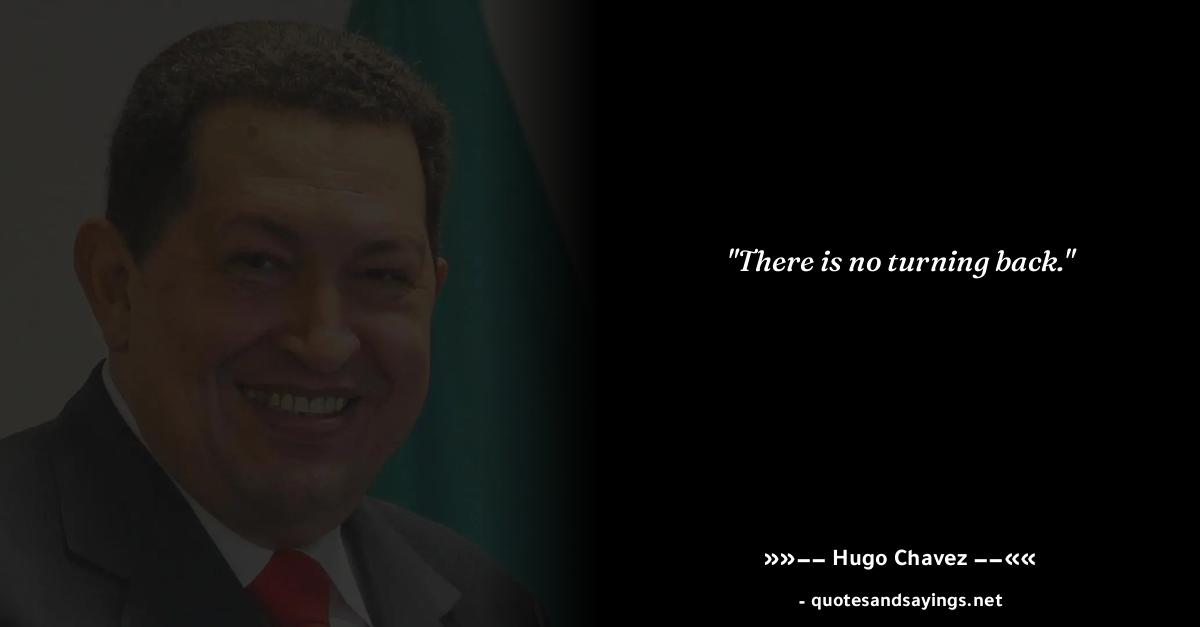 "There is no turning back."
»»–– Hugo Chavez ––««
- quotesandsayings.net